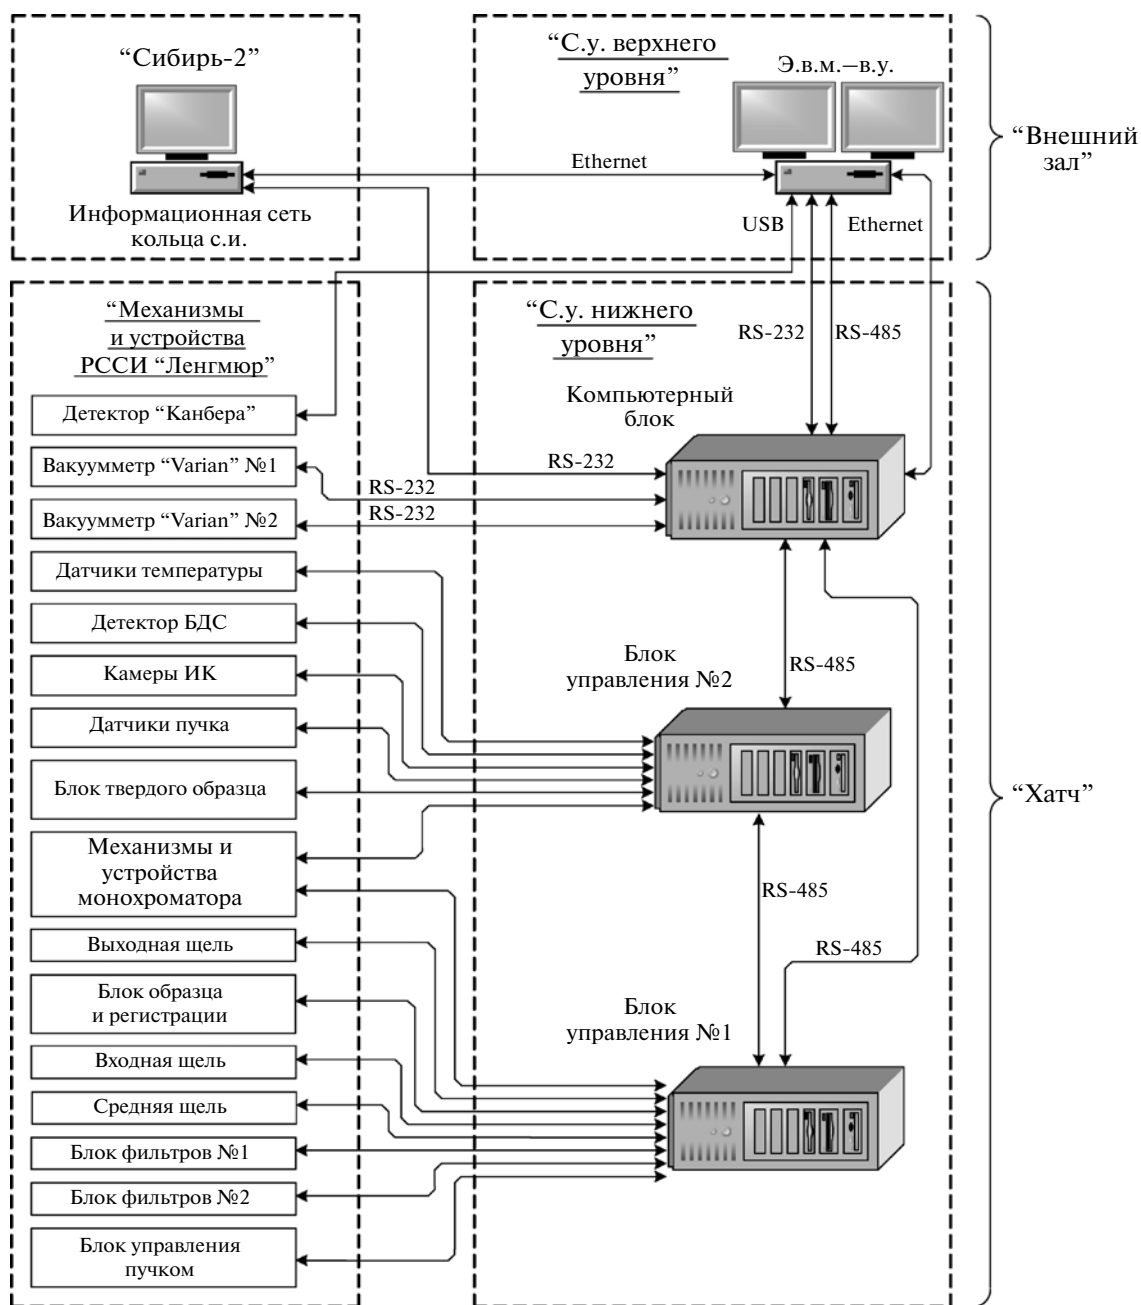 “Сибирь-2”
Информационная сеть
кольца с.и.
“С.у. верхнего
уровня”
Э.в.м.–в.у.
Ethernet
USB
Ethernet
“Внешний
зал”
“Механизмы
и устройства
РССИ “Ленгмюр”
Детектор “Канбера”
Вакуумметр “Varian” №1
Вакуумметр “Varian” №2
Датчики температуры
Детектор БДС
Камеры ИК
Датчики пучка
Блок твердого образца
Механизмы и
устройства
монохроматора
Выходная щель
Блок образца
и регистрации
Входная щель
Средняя щель
Блок фильтров №1
Блок фильтров №2
Блок управления
пучком
“С.у. нижнего
уровня”
RS-232
RS-485
Компьютерный
блок
RS-232
RS-232
RS-232
Блок
управления №2
RS-485
RS-485
RS-485
Блок
управления №1
“Хатч”